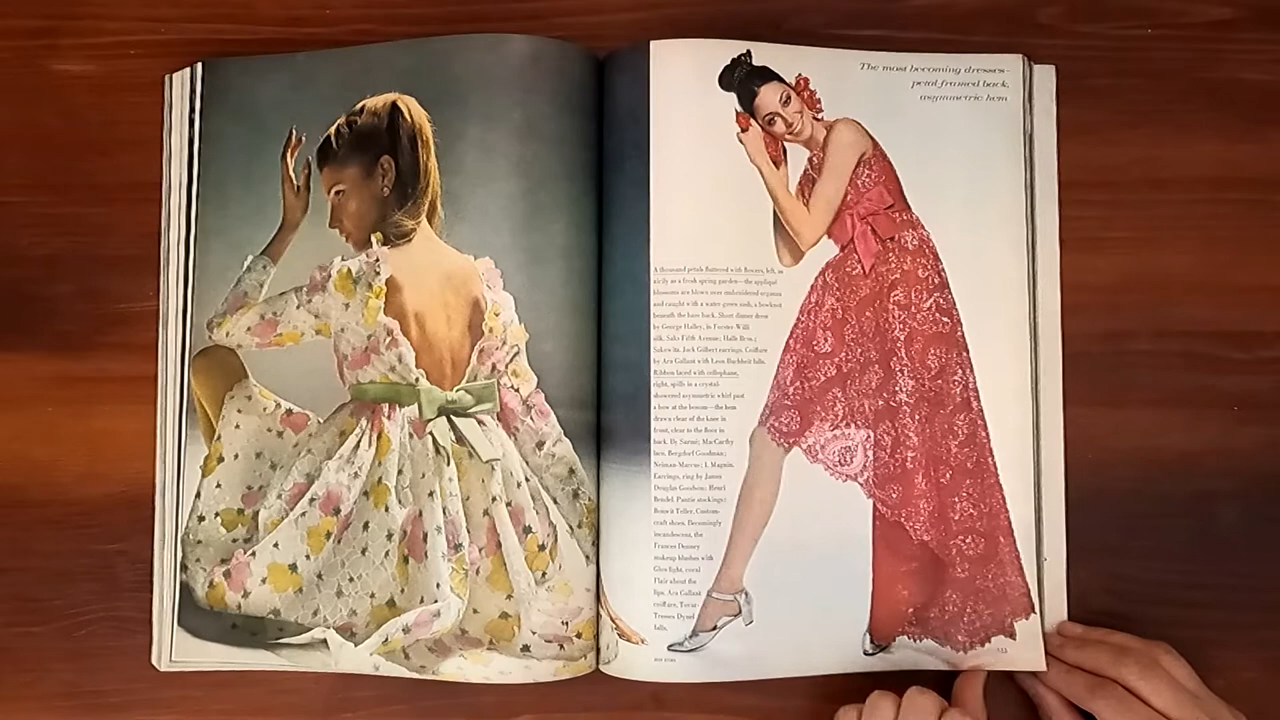 The most becoming dresses–
petal-framed back,
asymmetric hem
A thousand petals fluttered with flowers, left, as
airily as a fresh spring garden—the appliqué
blossoms are blown over embroidered organza
and caught with a water-green sash, a bowknot
beneath the bare back. Short dinner dress
by George Halley, in Forster Willi
silk. Saks Fifth Avenue; Halle Bros.;
Sakowitz. Jack Gilbert earrings. Coiffure
by Ara Gallant with Leon Buchheit falls.
Ribbon laced with cellophane,
right, spills in a crystal-
showered asymmetric whirl past
a bow at the bosom—the hem
drawn clear of the knee in
front, clear to the floor in
back. By Sarmi; MacCarthy
lace. Bergdorf Goodman;
Neiman-Marcus; I. Magnin.
Earrings, ring by James
Douglas Goodson: Henri
Bendel. Pantie stockings:
Bonwit Teller. Custom-
craft shoes. Becomingly
incandescent, the
Frances Denney
makeup blushes with
Glos light, coral
Flair about the
lips. Ara Gallant
coiffure, Tovar-
Tresses Dynel
falls.